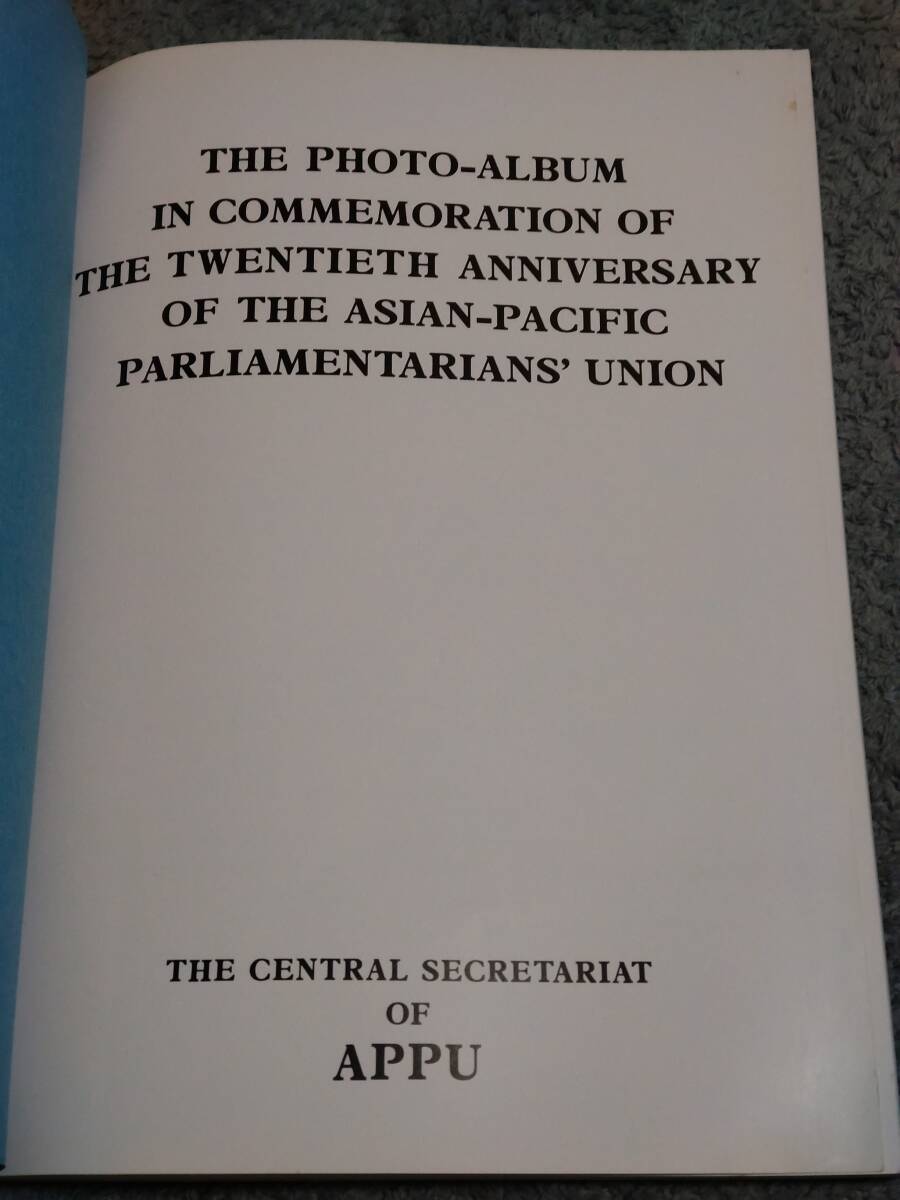 THE PHOTO-ALBUM
IN COMMEMORATION OF
THE TWENTIETH ANNIVERSARY
OF THE ASIAN-PACIFIC
PARLIAMENTARIANS' UNION
THE CENTRAL SECRETARIAT
OF
APPU